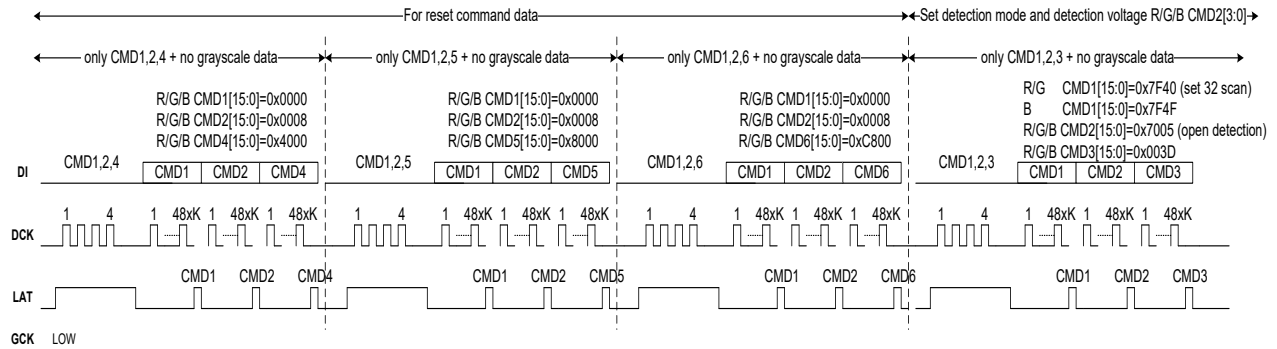 For reset command data
Set detection mode and detection voltage R/G/B CMD2[3:0]
only CMD1,2,4 + no grayscale data
only CMD1,2,5 + no grayscale data
only CMD1,2,6 + no grayscale data
only CMD1,2,3 + no grayscale data
R/G/B CMD1[15:0]=0x0000
R/G/B CMD2[15:0]=0x0008
R/G/B CMD4[15:0]=0x4000
R/G/B CMD1[15:0]=0x0000
R/G/B CMD2[15:0]=0x0008
R/G/B CMD5[15:0]=0x8000
R/G/B CMD1[15:0]=0x0000
R/G/B CMD2[15:0]=0x0008
R/G/B CMD6[15:0]=0xC800
R/G CMD1[15:0]=0x7F40 (set 32 scan)
B CMD1[15:0]=0x7F4F
R/G/B CMD2[15:0]=0x7005 (open detection)
R/G/B CMD3[15:0]=0x003D
DI CMD1,2,4 CMD1 CMD2 CMD4 CMD1,2,5 CMD1 CMD2 CMD5 CMD1,2,6 CMD1 CMD2 CMD6 CMD1,2,3 CMD1 CMD2 CMD3
1 4 1 48xK 1 48xK 1 48xK 1 4 1 48xK 1 48xK 1 48xK 1 4 1 48xK 1 48xK 1 48xK 1 4 1 48xK 1 48xK 1 48xK
DCK
CMD1 CMD2 CMD4 CMD1 CMD2 CMD5 CMD1 CMD2 CMD6 CMD1 CMD2 CMD3
LAT
GCK LOW